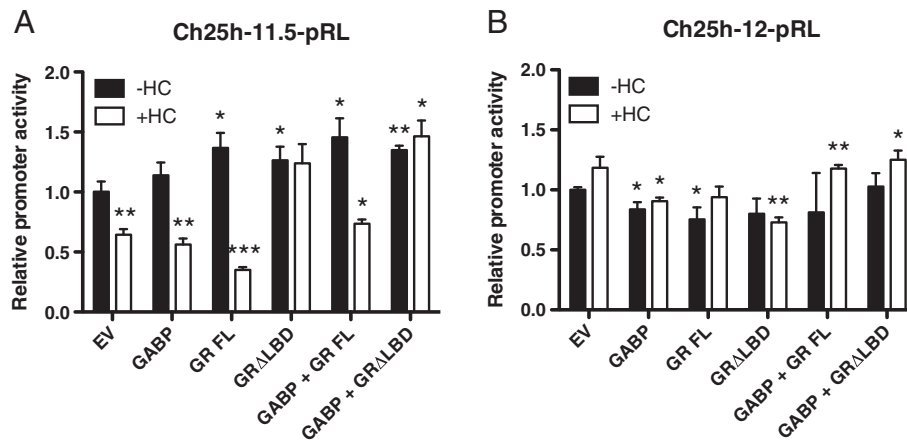 A
Ch25h-11.5-pRL
Relative promoter activity
2.0
1.5
1.0
0.5
0.0
-HC
+HC
**
**
*
***
*
*
*
**
*
EV
GABP
GR FL
GRΔLBD
GABP + GR FL
GABP + GRΔLBD
B
Ch25h-12-pRL
Relative promoter activity
2.0
1.5
1.0
0.5
0.0
-HC
+HC
*
*
*
**
**
*
EV
GABP
GR FL
GRΔLBD
GABP + GR FL
GABP + GRΔLBD